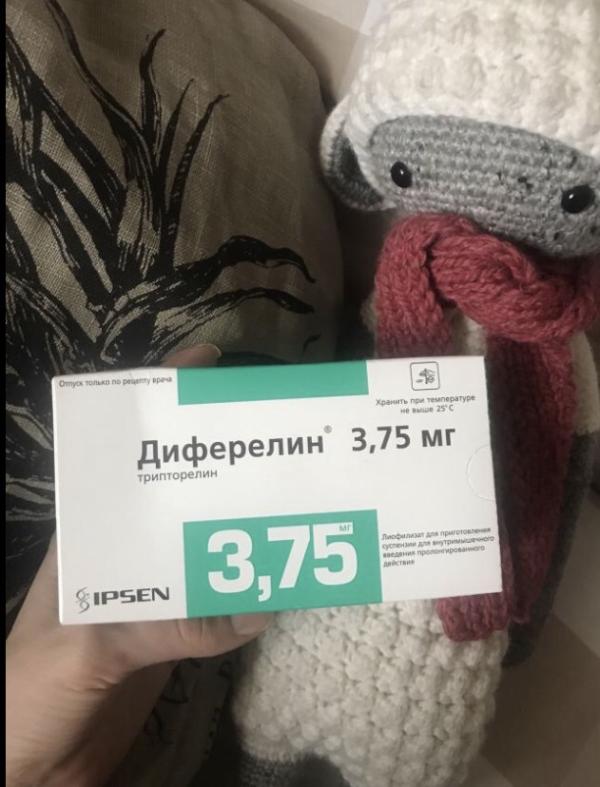 Отпуск только по рецепту врача
Хранить при температуре
не выше 25°С
Диферелин® 3,75 мг
трипторелин
мг
3,75
Лиофилизат для приготовления
суспензии для внутримышечного
введения пролонгированного
действия
IPSEN